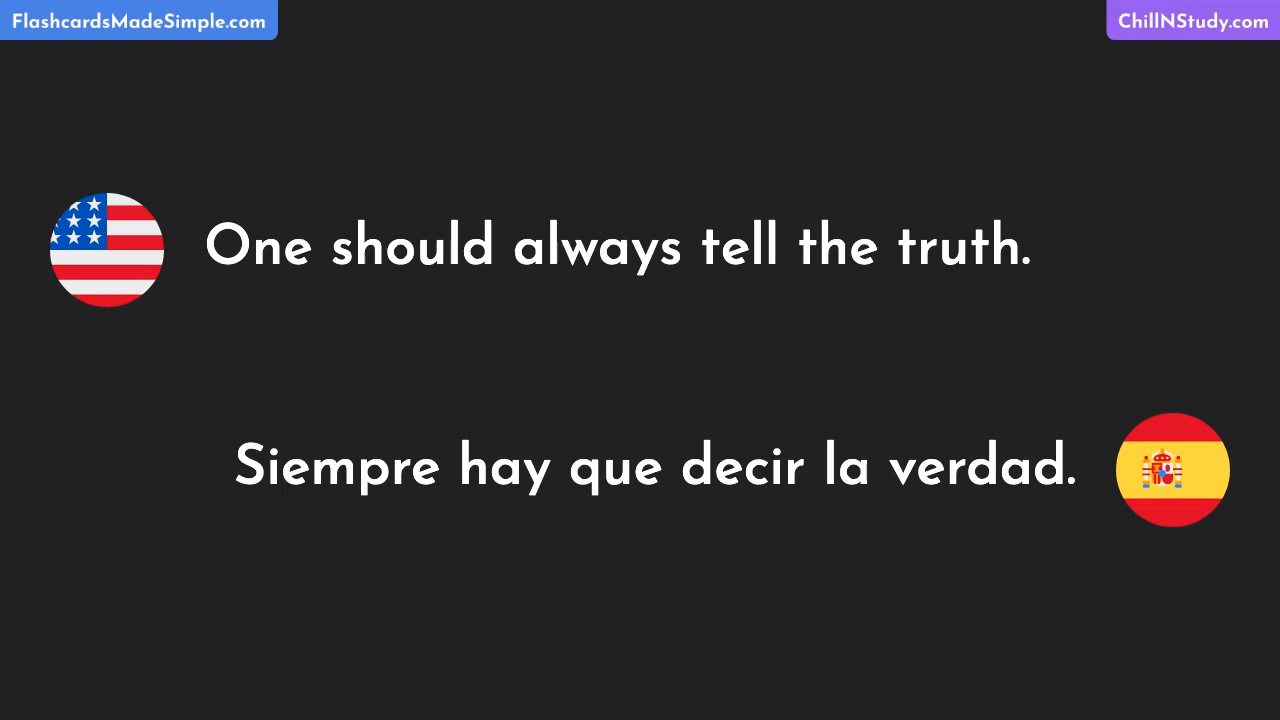 FlashcardsMadeSimple.com
ChillNStudy.com
One should always tell the truth.
Siempre hay que decir la verdad.